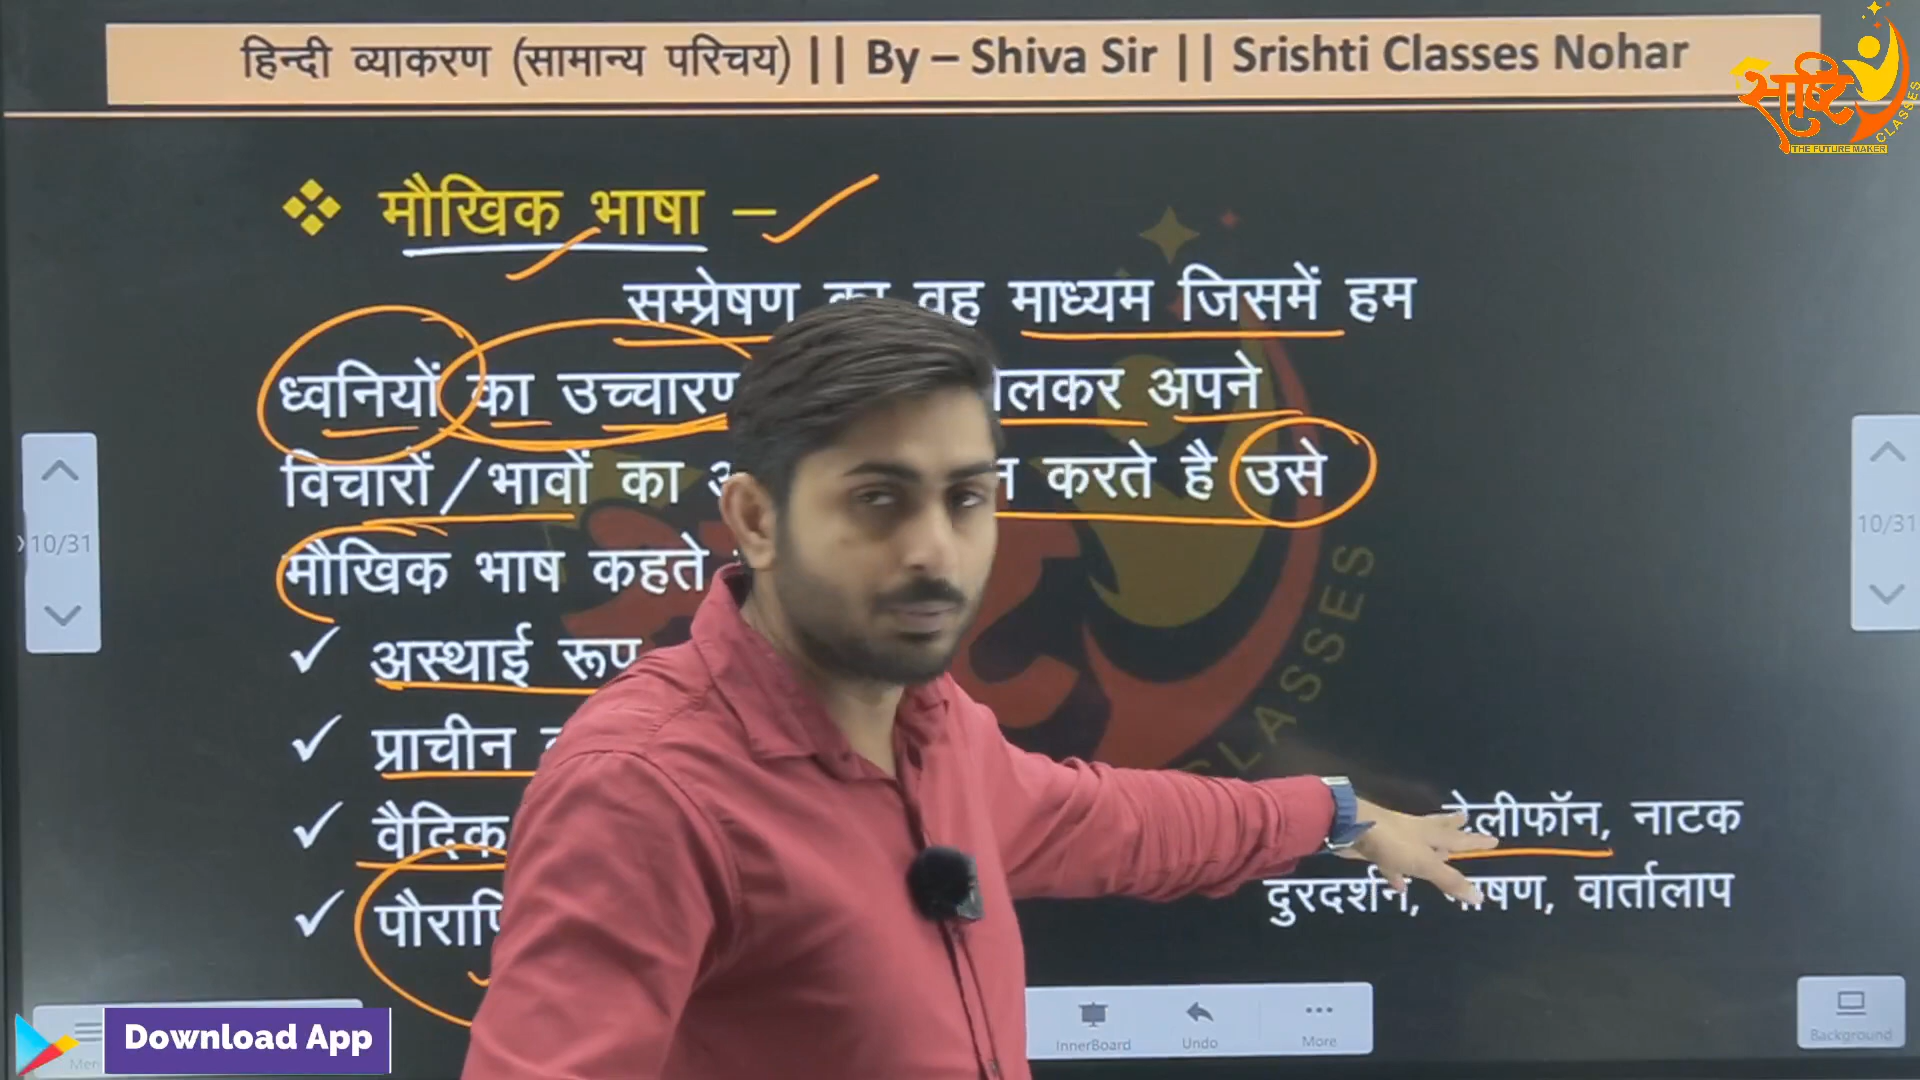 हिन्दी व्याकरण (सामान्य परिचय) || By – Shiva Sir || Srishti Classes Nohar
सृष्टि
CLASSES
THE FUTURE MAKER
मौखिक भाषा –
सम्प्रेषण का वह माध्यम जिसमें हम
ध्वनियों का उच्चारण लकर अपने
विचारों/भावों का करते है उसे
मौखिक भाष कहते
अस्थाई रूप
प्राचीन
वैदिक
टेलीफॉन, नाटक
दुरदर्शन, भाषण, वार्तालाप
CLASSES
10/31
10/31
InnerBoard
Undo
More
Background
Download App